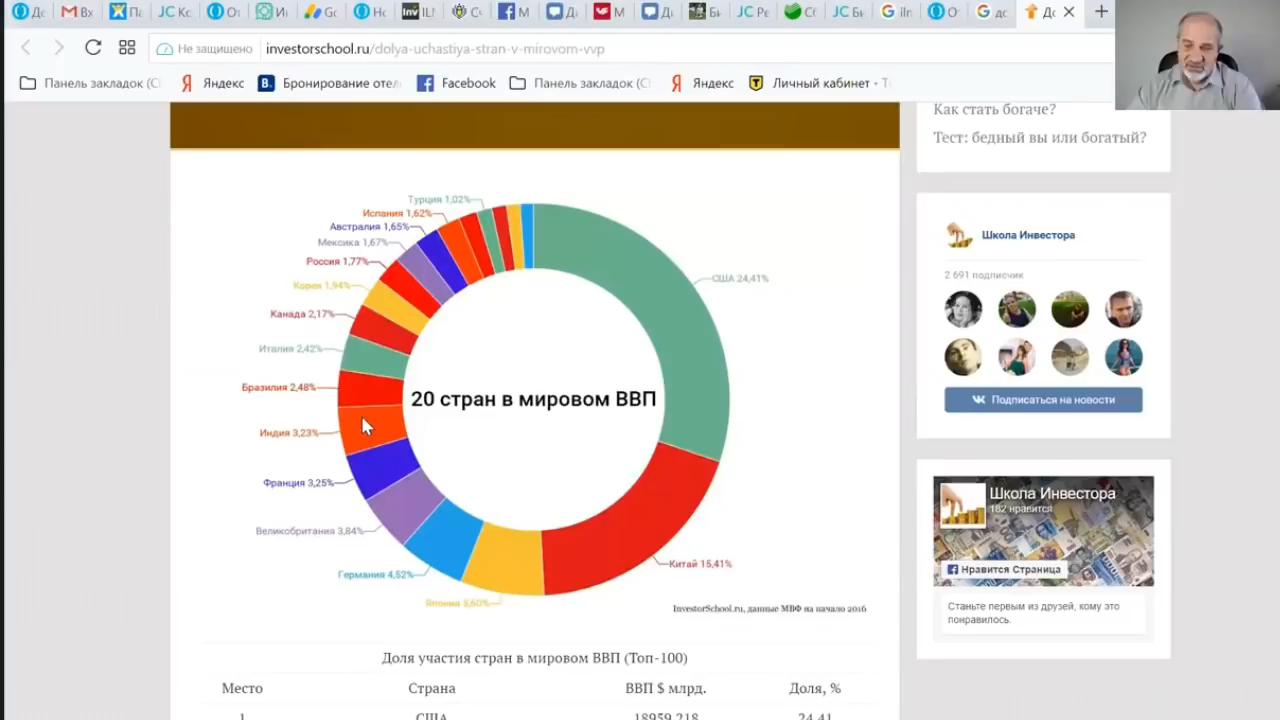 Не защищено investorschool.ru/dolya-uchastiya-stran-v-mirovom-vvp
Панель закладок (С Яндекс Бронирование отел Facebook Панель закладок (С Яндекс Личный кабинет - Т
Как стать богаче?
Тест: бедный вы или богатый?
Турция 1,02%
Испания 1,62%
Австралия 1,65%
Мексика 1,67%
Россия 1,77%
Корея 1,94%
Канада 2,17%
Италия 2,42%
Бразилия 2,48%
Индия 3,23%
Франция 3,25%
Великобритания 3,84%
Германия 4,52%
Япония 5,60%
Китай 15,41%
США 24,41%
20 стран в мировом ВВП
InvestorSchool.ru, данные МВФ на начало 2016
Доля участия стран в мировом ВВП (Топ-100)
Место Страна ВВП $ млрд. Доля, %
1 США 18959,218 24,41
Школа Инвестора
2 691 подписчик
Подписаться на новости
Школа Инвестора
182 нравится
Нравится Страница
Станьте первым из друзей, кому это
понравилось.